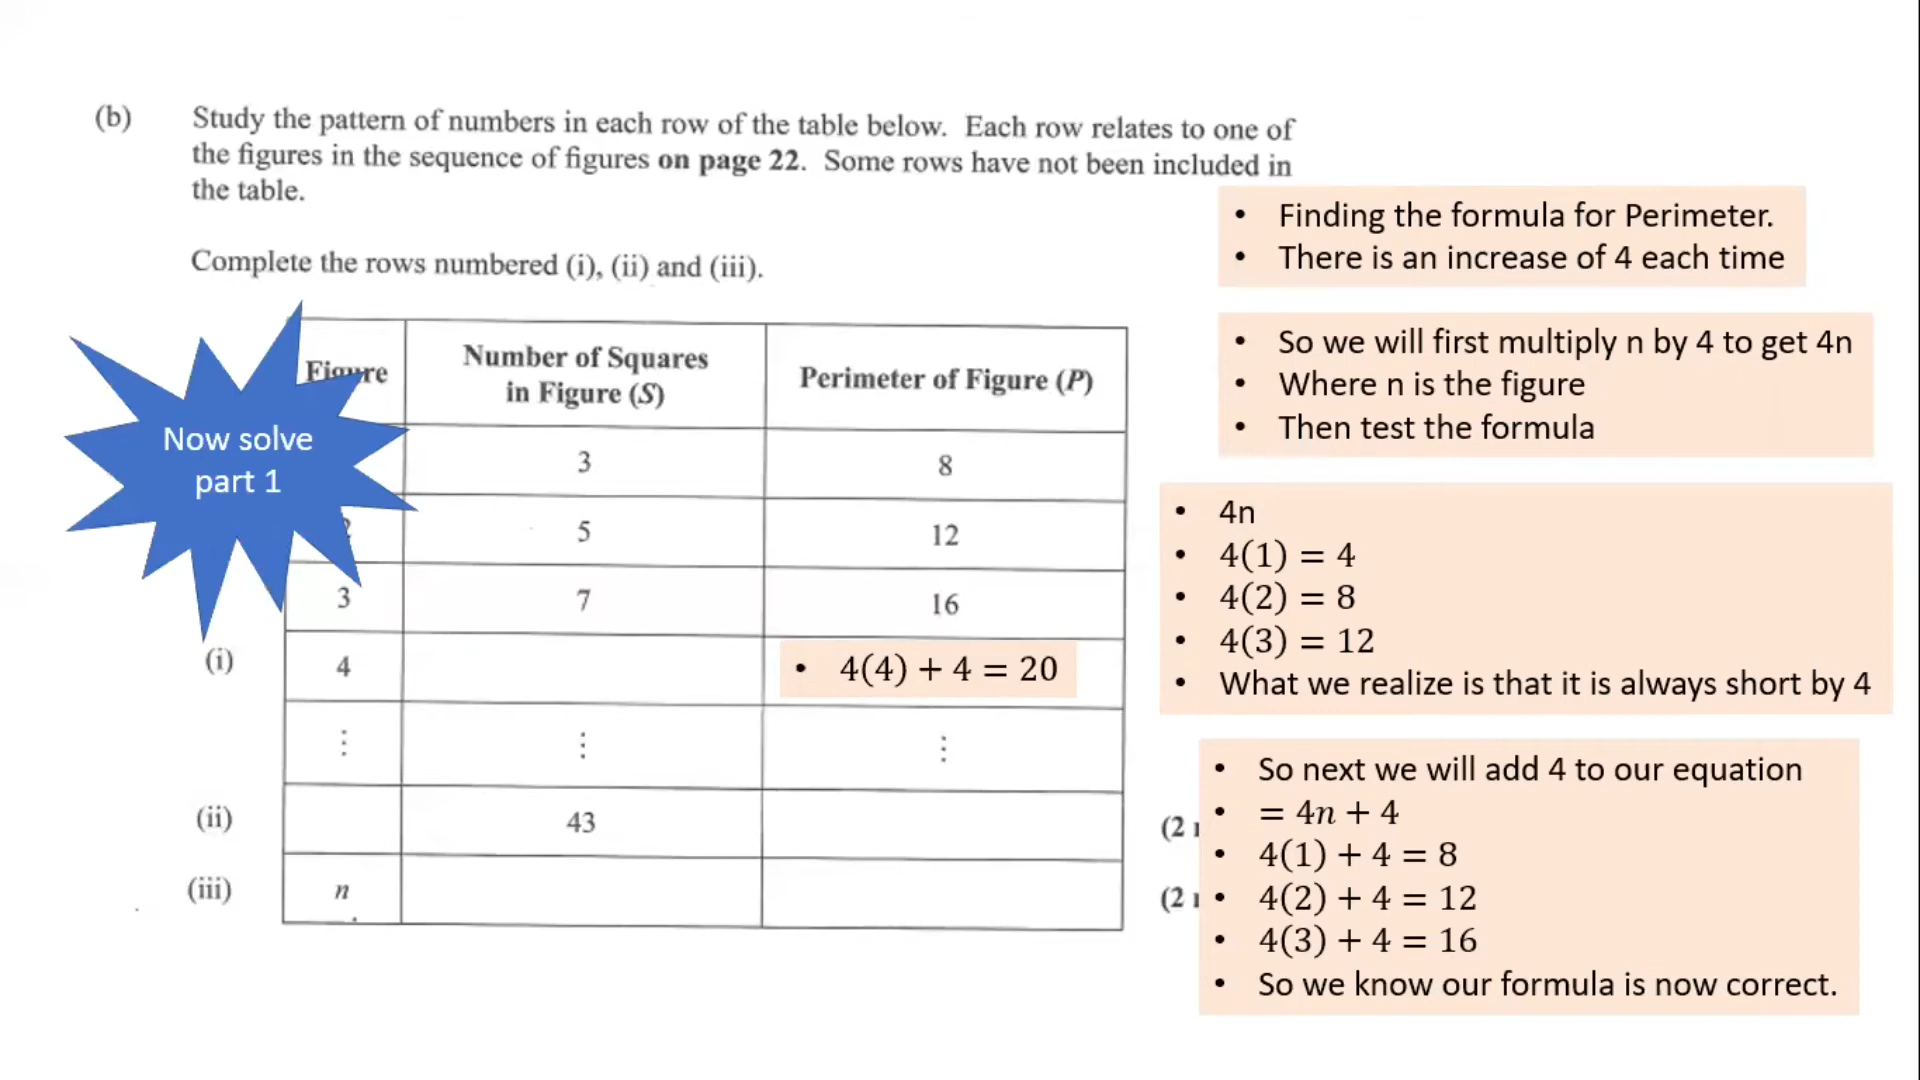 (b) Study the pattern of numbers in each row of the table below. Each row relates to one of
the figures in the sequence of figures on page 22. Some rows have not been included in
the table.
Complete the rows numbered (i), (ii) and (iii).
Now solve
part 1
Figure
Number of Squares
in Figure (S)
Perimeter of Figure (P)
3 8
2 5 12
3 7 16
(i) 4 • 4(4) + 4 = 20
⋮ ⋮ ⋮
(ii) 43 (2
(iii) n (2
• Finding the formula for Perimeter.
• There is an increase of 4 each time
• So we will first multiply n by 4 to get 4n
• Where n is the figure
• Then test the formula
• 4n
• 4(1) = 4
• 4(2) = 8
• 4(3) = 12
• What we realize is that it is always short by 4
• So next we will add 4 to our equation
• = 4n + 4
• 4(1) + 4 = 8
• 4(2) + 4 = 12
• 4(3) + 4 = 16
• So we know our formula is now correct.